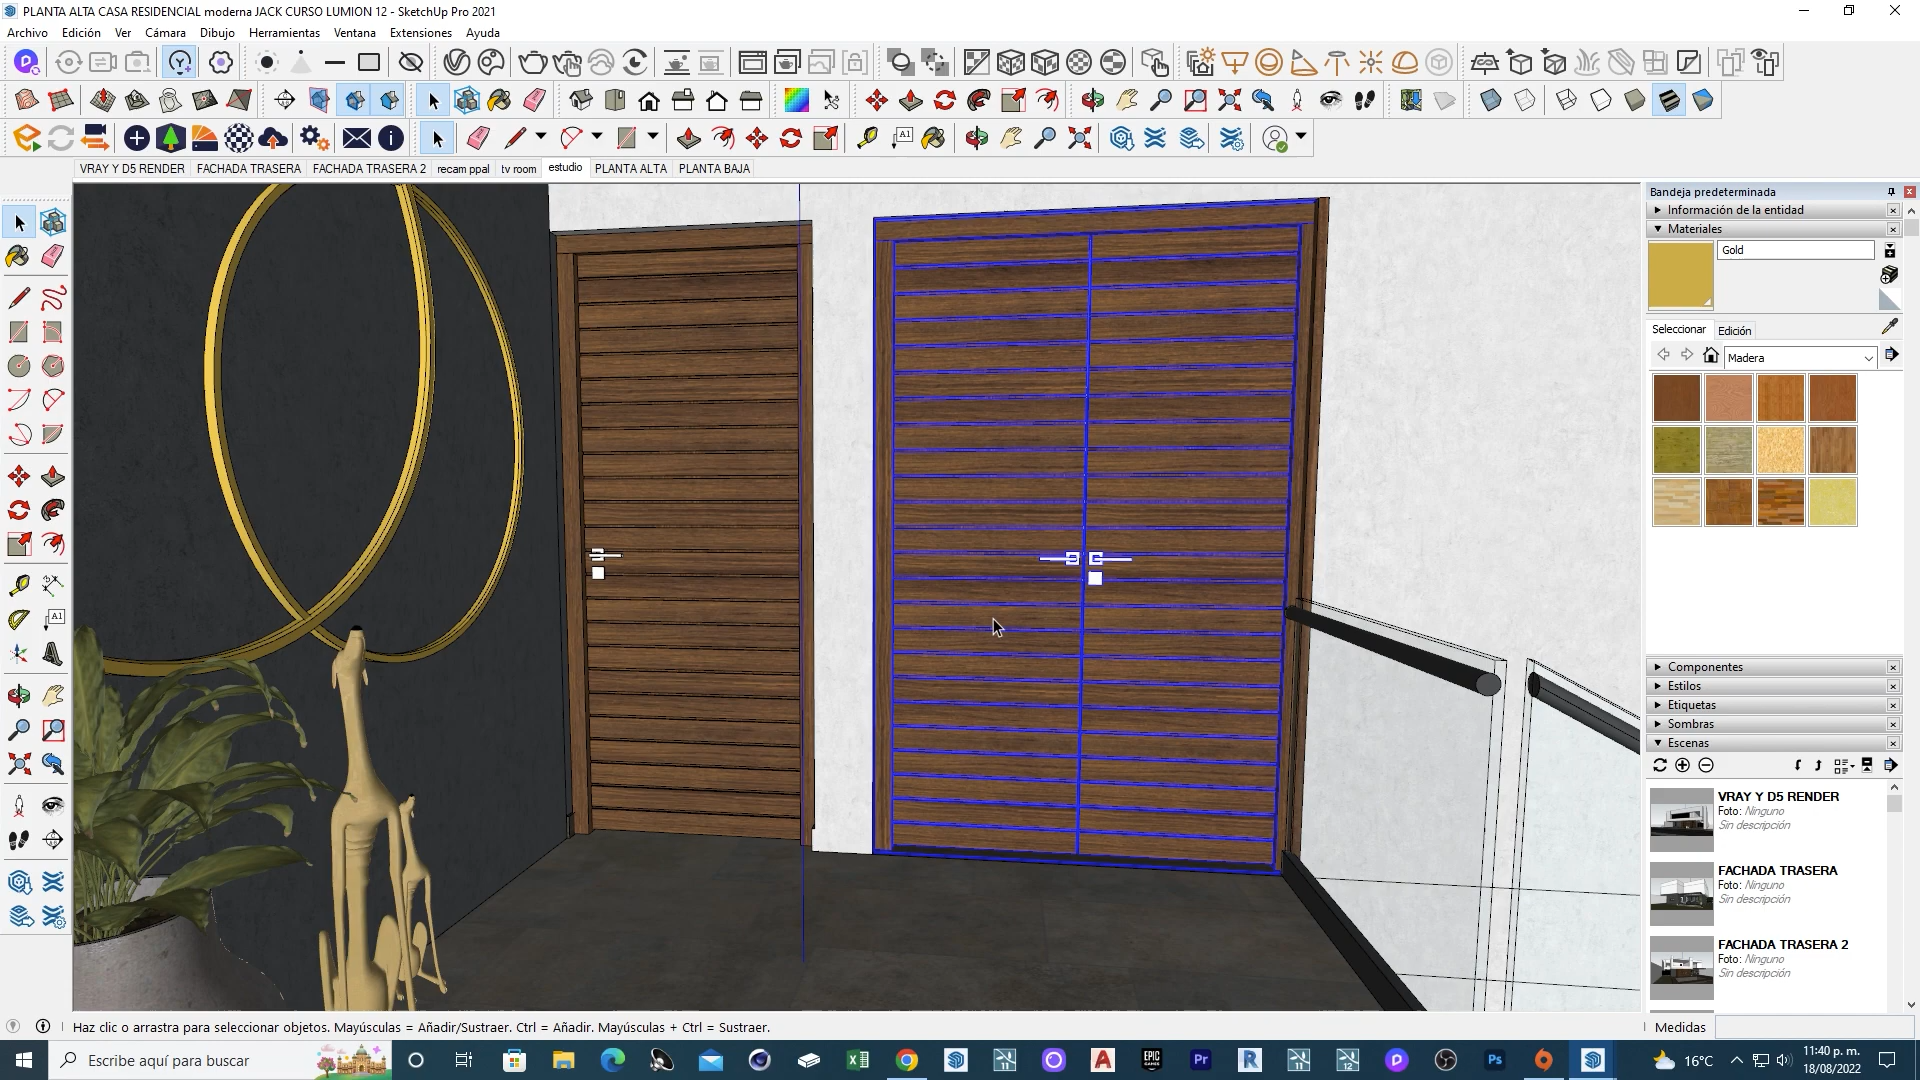 PLANTA ALTA CASA RESIDENCIAL moderna JACK CURSO LUMION 12 - SketchUp Pro 2021
Archivo Edición Ver Cámara Dibujo Herramientas Ventana Extensiones Ayuda
VRAY Y D5 RENDER FACHADA TRASERA FACHADA TRASERA 2 recam ppal tv room estudio PLANTA ALTA PLANTA BAJA
Bandeja predeterminada
Información de la entidad
Materiales
Gold
Seleccionar Edición
Madera
Componentes
Estilos
Etiquetas
Sombras
Escenas
VRAY Y D5 RENDER
Foto: Ninguno
Sin descripción
FACHADA TRASERA
Foto: Ninguno
Sin descripción
FACHADA TRASERA 2
Foto: Ninguno
Sin descripción
Haz clic o arrastra para seleccionar objetos. Mayúsculas = Añadir/Sustraer. Ctrl = Añadir. Mayúsculas + Ctrl = Sustraer.
Medidas
Escribe aquí para buscar
16°C
11:40 p. m.
18/08/2022